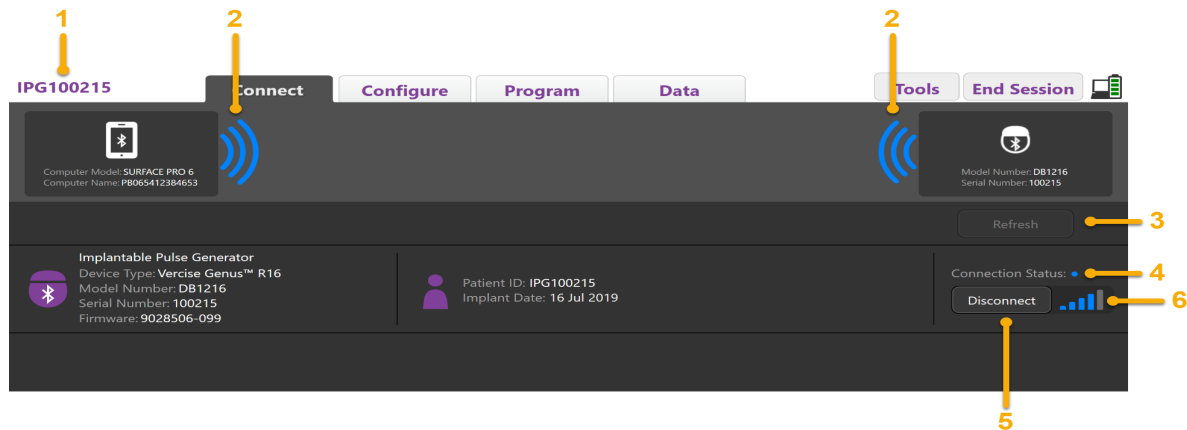 1
2
2
IPG100215
Connect
Configure
Program
Data
Tools
End Session
Computer Model: SURFACE PRO 6
Computer Name: PB065412384653
Model Number: DB1216
Serial Number: 100215
Refresh
3
Implantable Pulse Generator
Device Type: Vercise Genus™ R16
Model Number: DB1216
Serial Number: 100215
Firmware: 9028506-099
Patient ID: IPG100215
Implant Date: 16 Jul 2019
Connection Status:
4
Disconnect
6
5